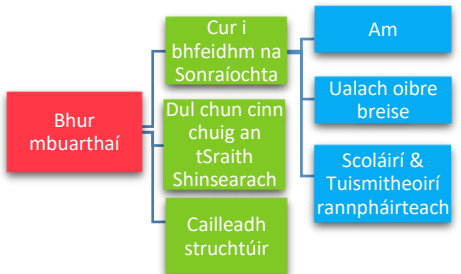 Bhur
mbuarthaí
Cur i
bhfeidhm na
Sonraíochta
Dul chun cinn
chuig an
tSraith
Shinsearach
Cailleadh
struchtúir
Am
Ualach oibre
breise
Scoláirí &
Tuismitheoirí
rannpháirteach